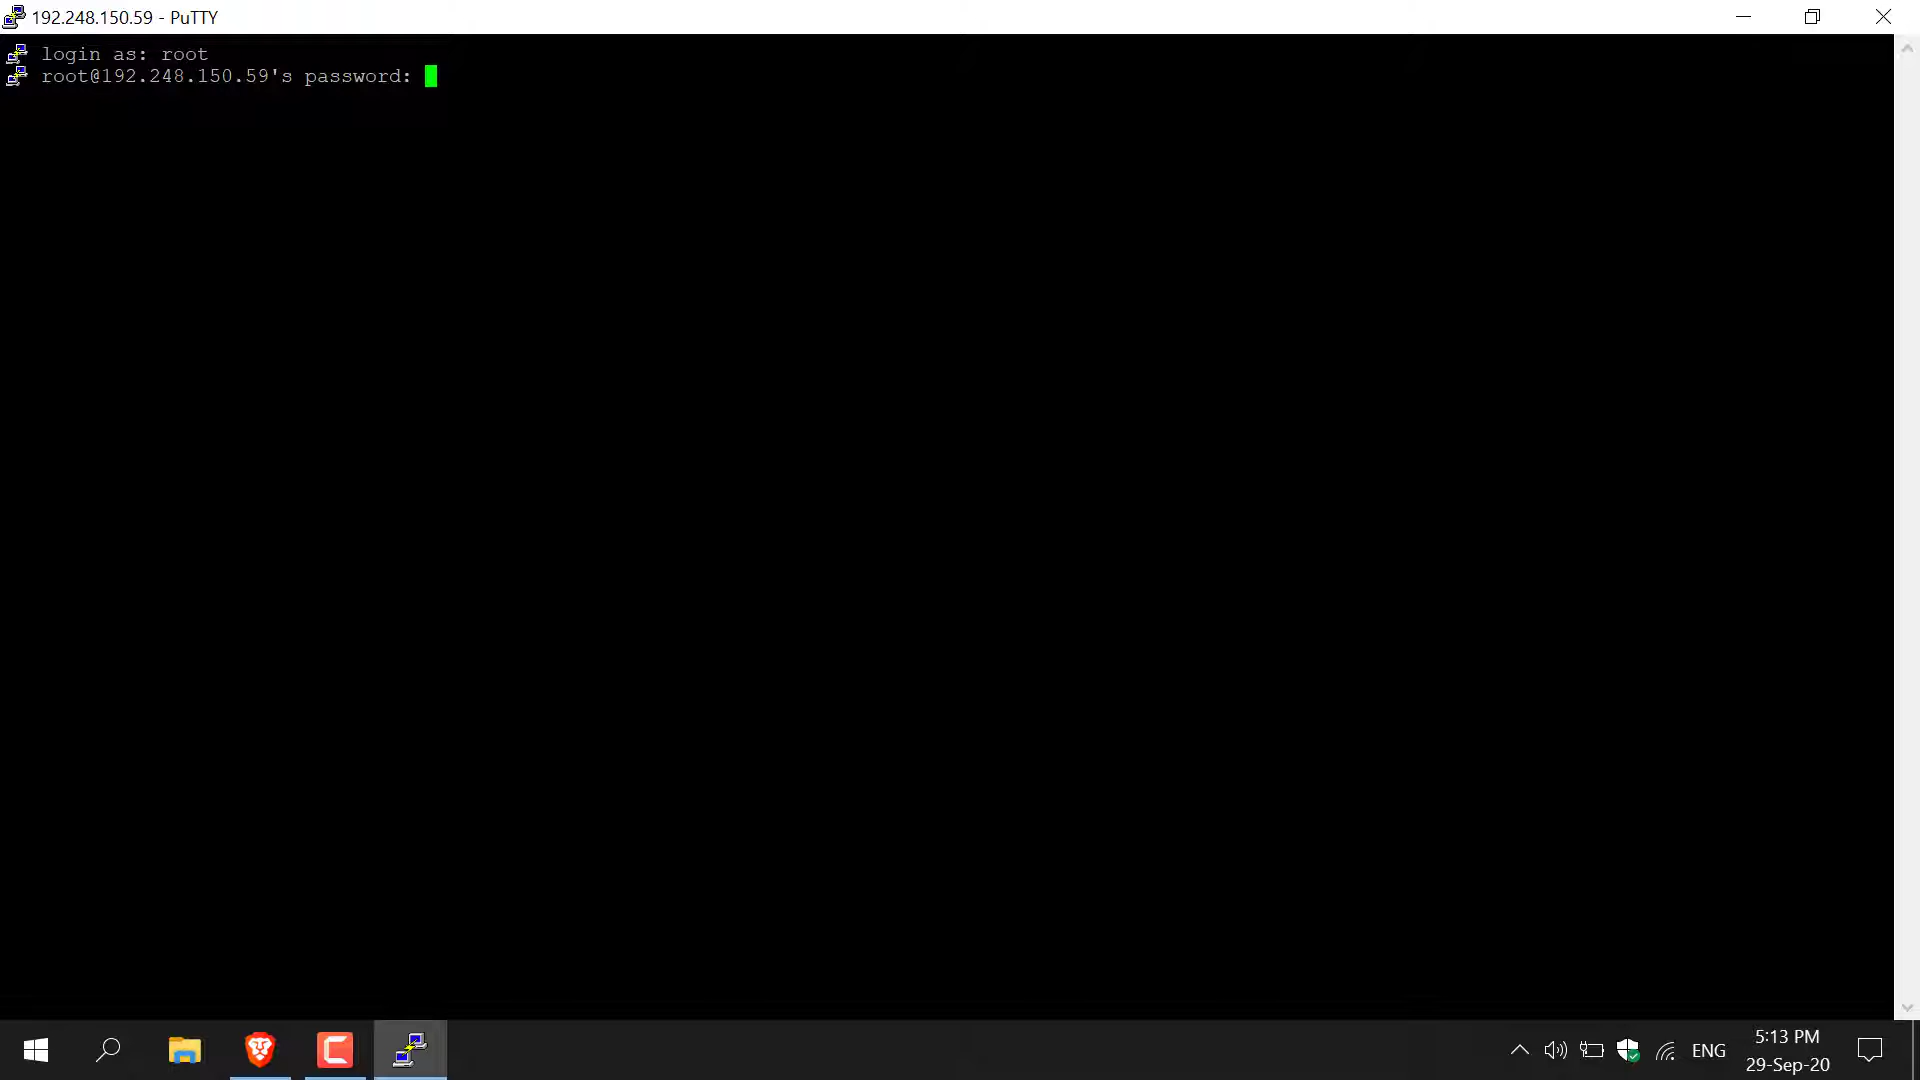 192.248.150.59 - PuTTY
login as: root
root@192.248.150.59's password:
ENG
5:13 PM
29-Sep-20